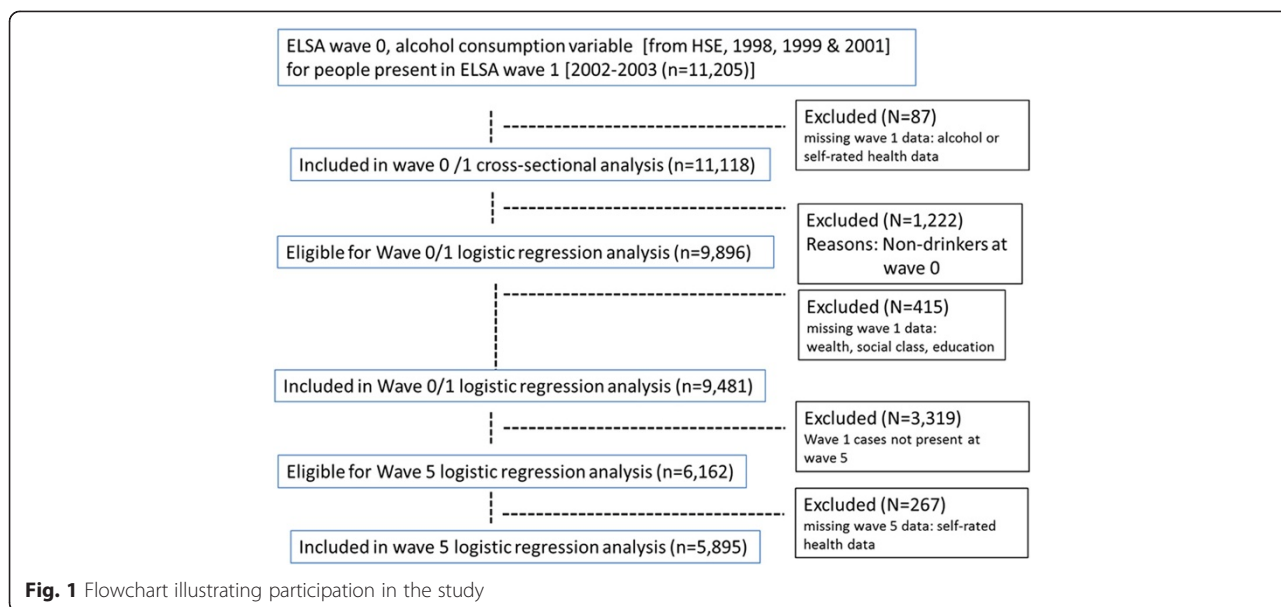 ELSA wave 0, alcohol consumption variable [from HSE, 1998, 1999 & 2001]
for people present in ELSA wave 1 [2002-2003 (n=11,205)]
Excluded (N=87)
missing wave 1 data: alcohol or
self-rated health data
Included in wave 0 /1 cross-sectional analysis (n=11,118)
Excluded (N=1,222)
Reasons: Non-drinkers at
wave 0
Eligible for Wave 0/1 logistic regression analysis (n=9,896)
Excluded (N=415)
missing wave 1 data:
wealth, social class, education
Included in Wave 0/1 logistic regression analysis (n=9,481)
Excluded (N=3,319)
Wave 1 cases not present at
wave 5
Eligible for Wave 5 logistic regression analysis (n=6,162)
Excluded (N=267)
missing wave 5 data: self-rated
health data
Included in wave 5 logistic regression analysis (n=5,895)
Fig. 1 Flowchart illustrating participation in the study